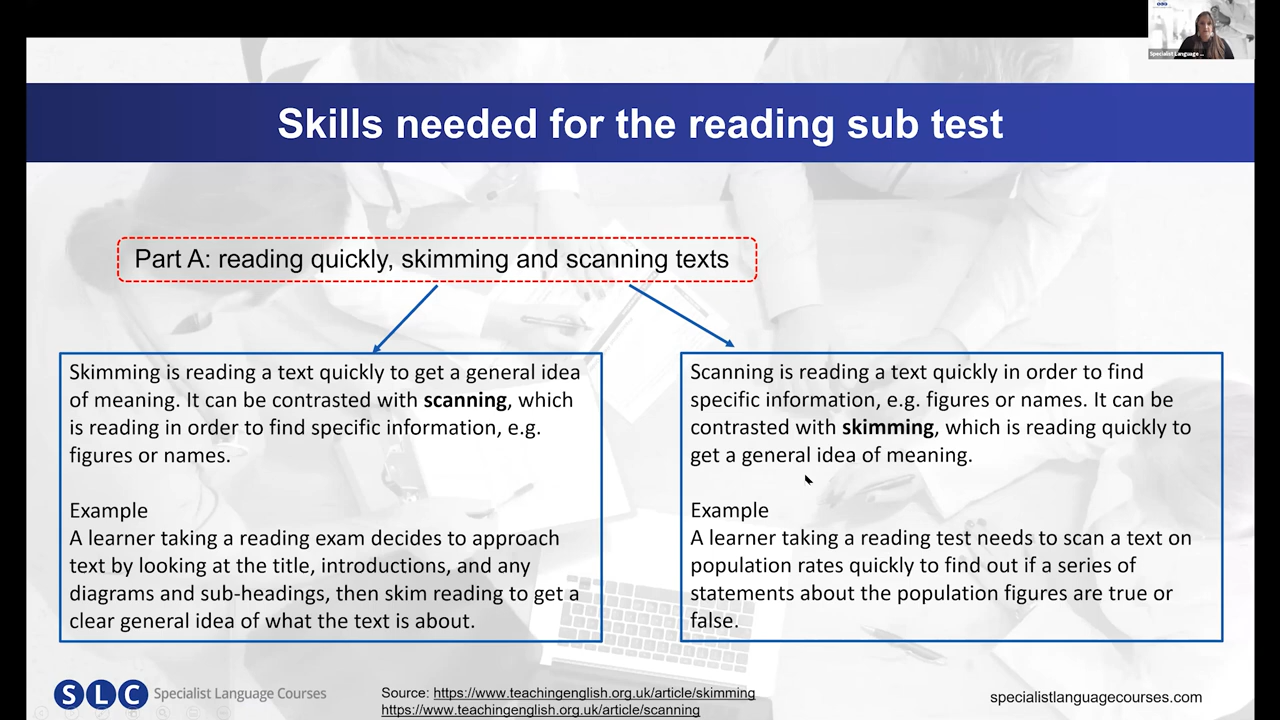 Specialist Language ...
Skills needed for the reading sub test
Part A: reading quickly, skimming and scanning texts
Skimming is reading a text quickly to get a general idea
of meaning. It can be contrasted with scanning, which
is reading in order to find specific information, e.g.
figures or names.
Example
A learner taking a reading exam decides to approach
text by looking at the title, introductions, and any
diagrams and sub-headings, then skim reading to get a
clear general idea of what the text is about.
Scanning is reading a text quickly in order to find
specific information, e.g. figures or names. It can be
contrasted with skimming, which is reading quickly to
get a general idea of meaning.
Example
A learner taking a reading test needs to scan a text on
population rates quickly to find out if a series of
statements about the population figures are true or
false.
SLC Specialist Language Courses
Source: https://www.teachingenglish.org.uk/article/skimming
https://www.teachingenglish.org.uk/article/scanning
specialistlanguagecourses.com